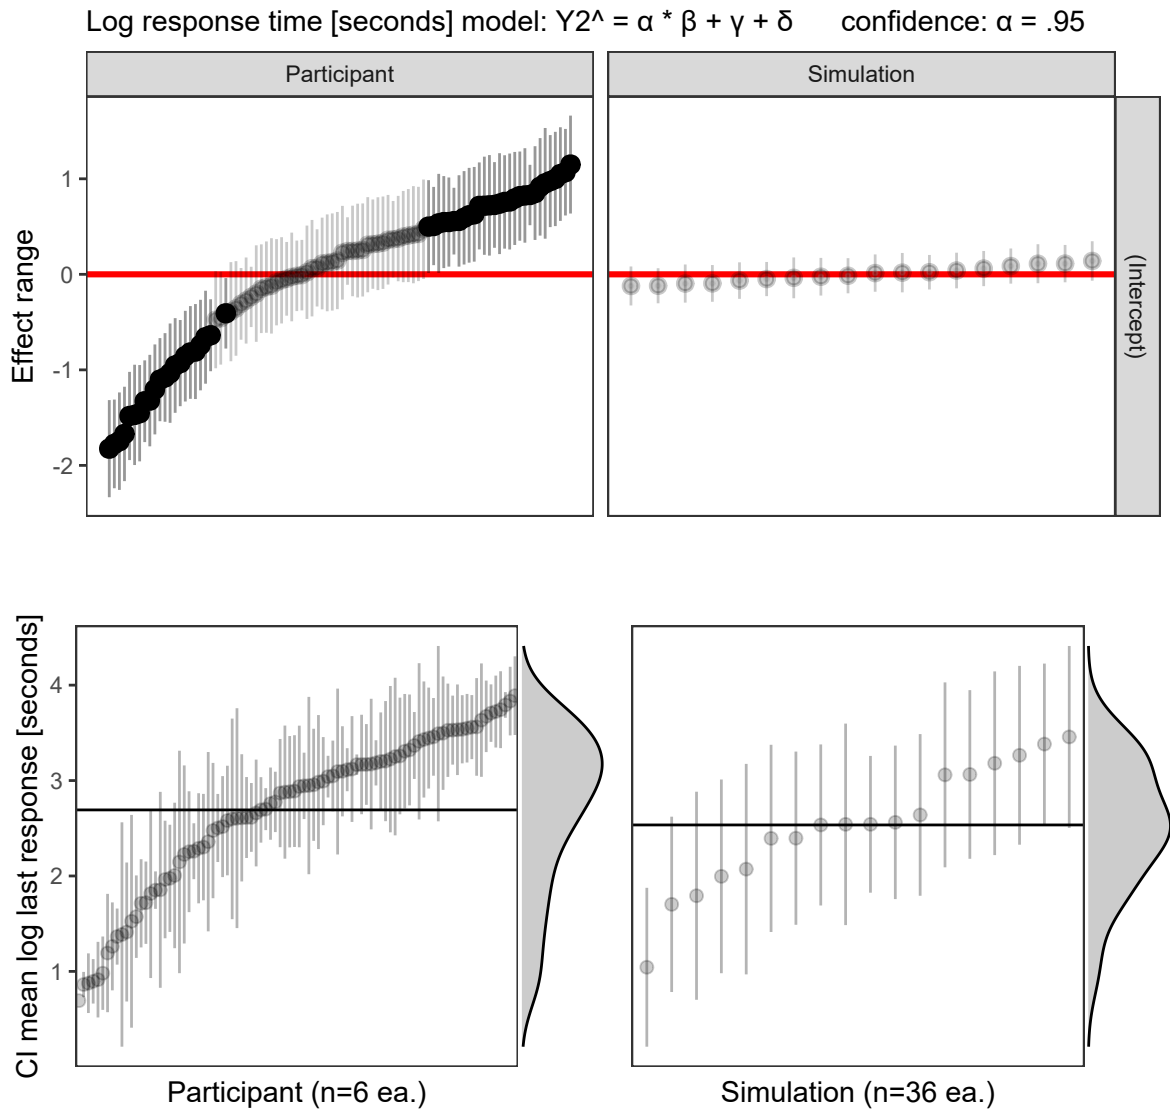 Log response time [seconds] model: Y2^ = α * β + γ + δ confidence: α = .95
Participant
Simulation
1
0
-1
-2
Effect range
(Intercept)
4
3
2
1
CI mean log last response [seconds]
Participant (n=6 ea.)
Simulation (n=36 ea.)